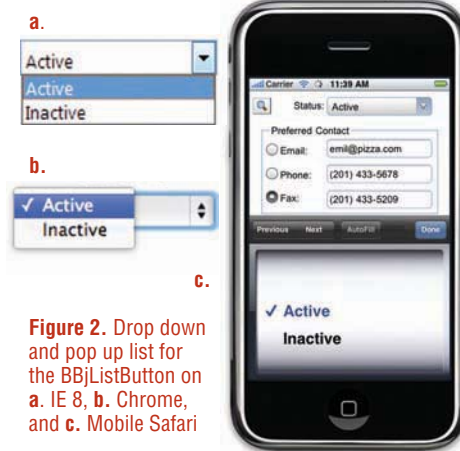 a.
Active
Active
Inactive
b.
✓ Active
Inactive
c.
Figure 2. Drop down
and pop up list for
the BBjListButton on
a. IE 8, b. Chrome,
and c. Mobile Safari
Carrier 11:39 AM
Status: Active
Preferred Contact
Email: emil@pizza.com
Phone: (201) 433-5678
Fax: (201) 433-5209
Previous Next AutoFill Done
✓ Active
Inactive